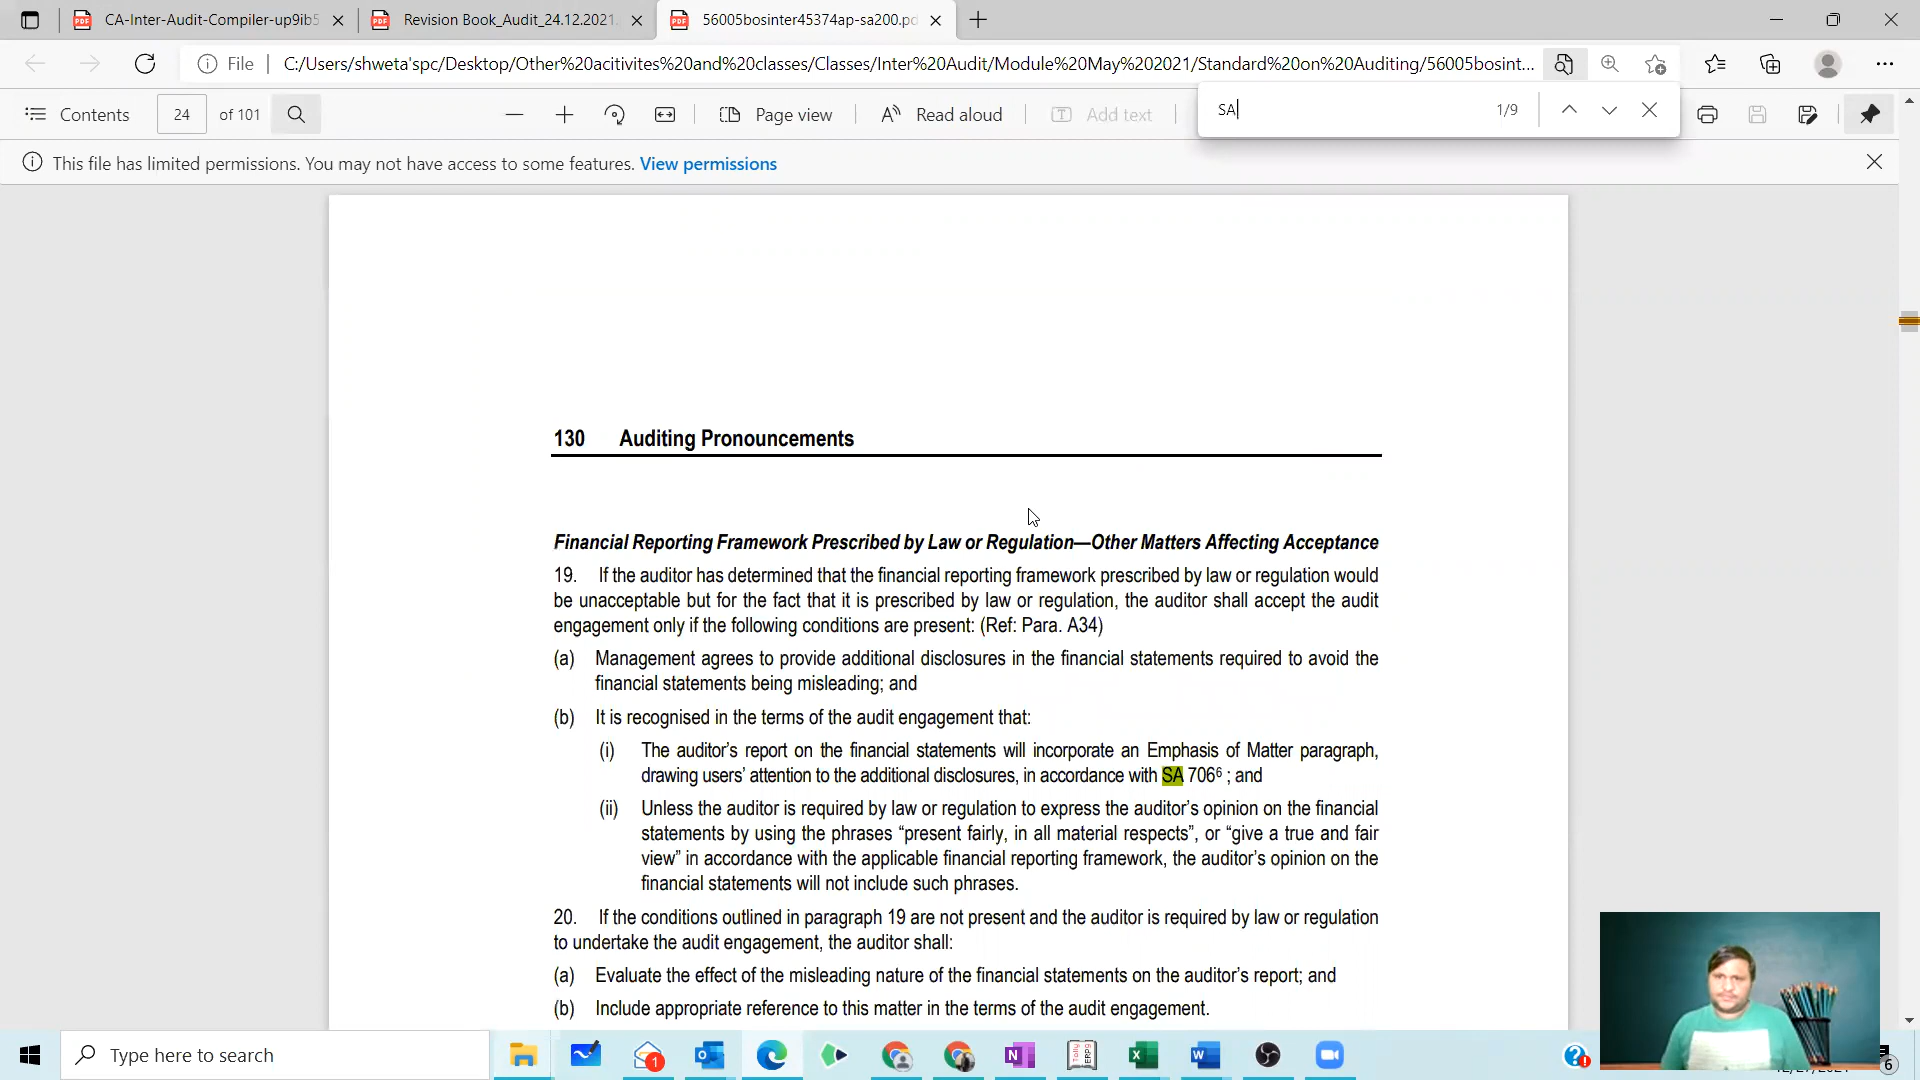 CA-Inter-Audit-Compiler-up9ib5
Revision Book_Audit_24.12.2021.
56005bosinter45374ap-sa200.pd
File
C:/Users/shweta'spc/Desktop/Other%20acitivites%20and%20classes/Classes/Inter%20Audit/Module%20May%202021/Standard%20on%20Auditing/56005bosint...
Contents
24
of 101
Page view
Read aloud
Add text
SA
1/9
This file has limited permissions. You may not have access to some features. View permissions
130 Auditing Pronouncements
Financial Reporting Framework Prescribed by Law or Regulation—Other Matters Affecting Acceptance
19. If the auditor has determined that the financial reporting framework prescribed by law or regulation would
be unacceptable but for the fact that it is prescribed by law or regulation, the auditor shall accept the audit
engagement only if the following conditions are present: (Ref: Para. A34)
(a) Management agrees to provide additional disclosures in the financial statements required to avoid the
financial statements being misleading; and
(b) It is recognised in the terms of the audit engagement that:
(i) The auditor's report on the financial statements will incorporate an Emphasis of Matter paragraph,
drawing users' attention to the additional disclosures, in accordance with SA 706⁶ ; and
(ii) Unless the auditor is required by law or regulation to express the auditor's opinion on the financial
statements by using the phrases “present fairly, in all material respects”, or “give a true and fair
view” in accordance with the applicable financial reporting framework, the auditor's opinion on the
financial statements will not include such phrases.
20. If the conditions outlined in paragraph 19 are not present and the auditor is required by law or regulation
to undertake the audit engagement, the auditor shall:
(a) Evaluate the effect of the misleading nature of the financial statements on the auditor's report; and
(b) Include appropriate reference to this matter in the terms of the audit engagement.
Type here to search
1
6